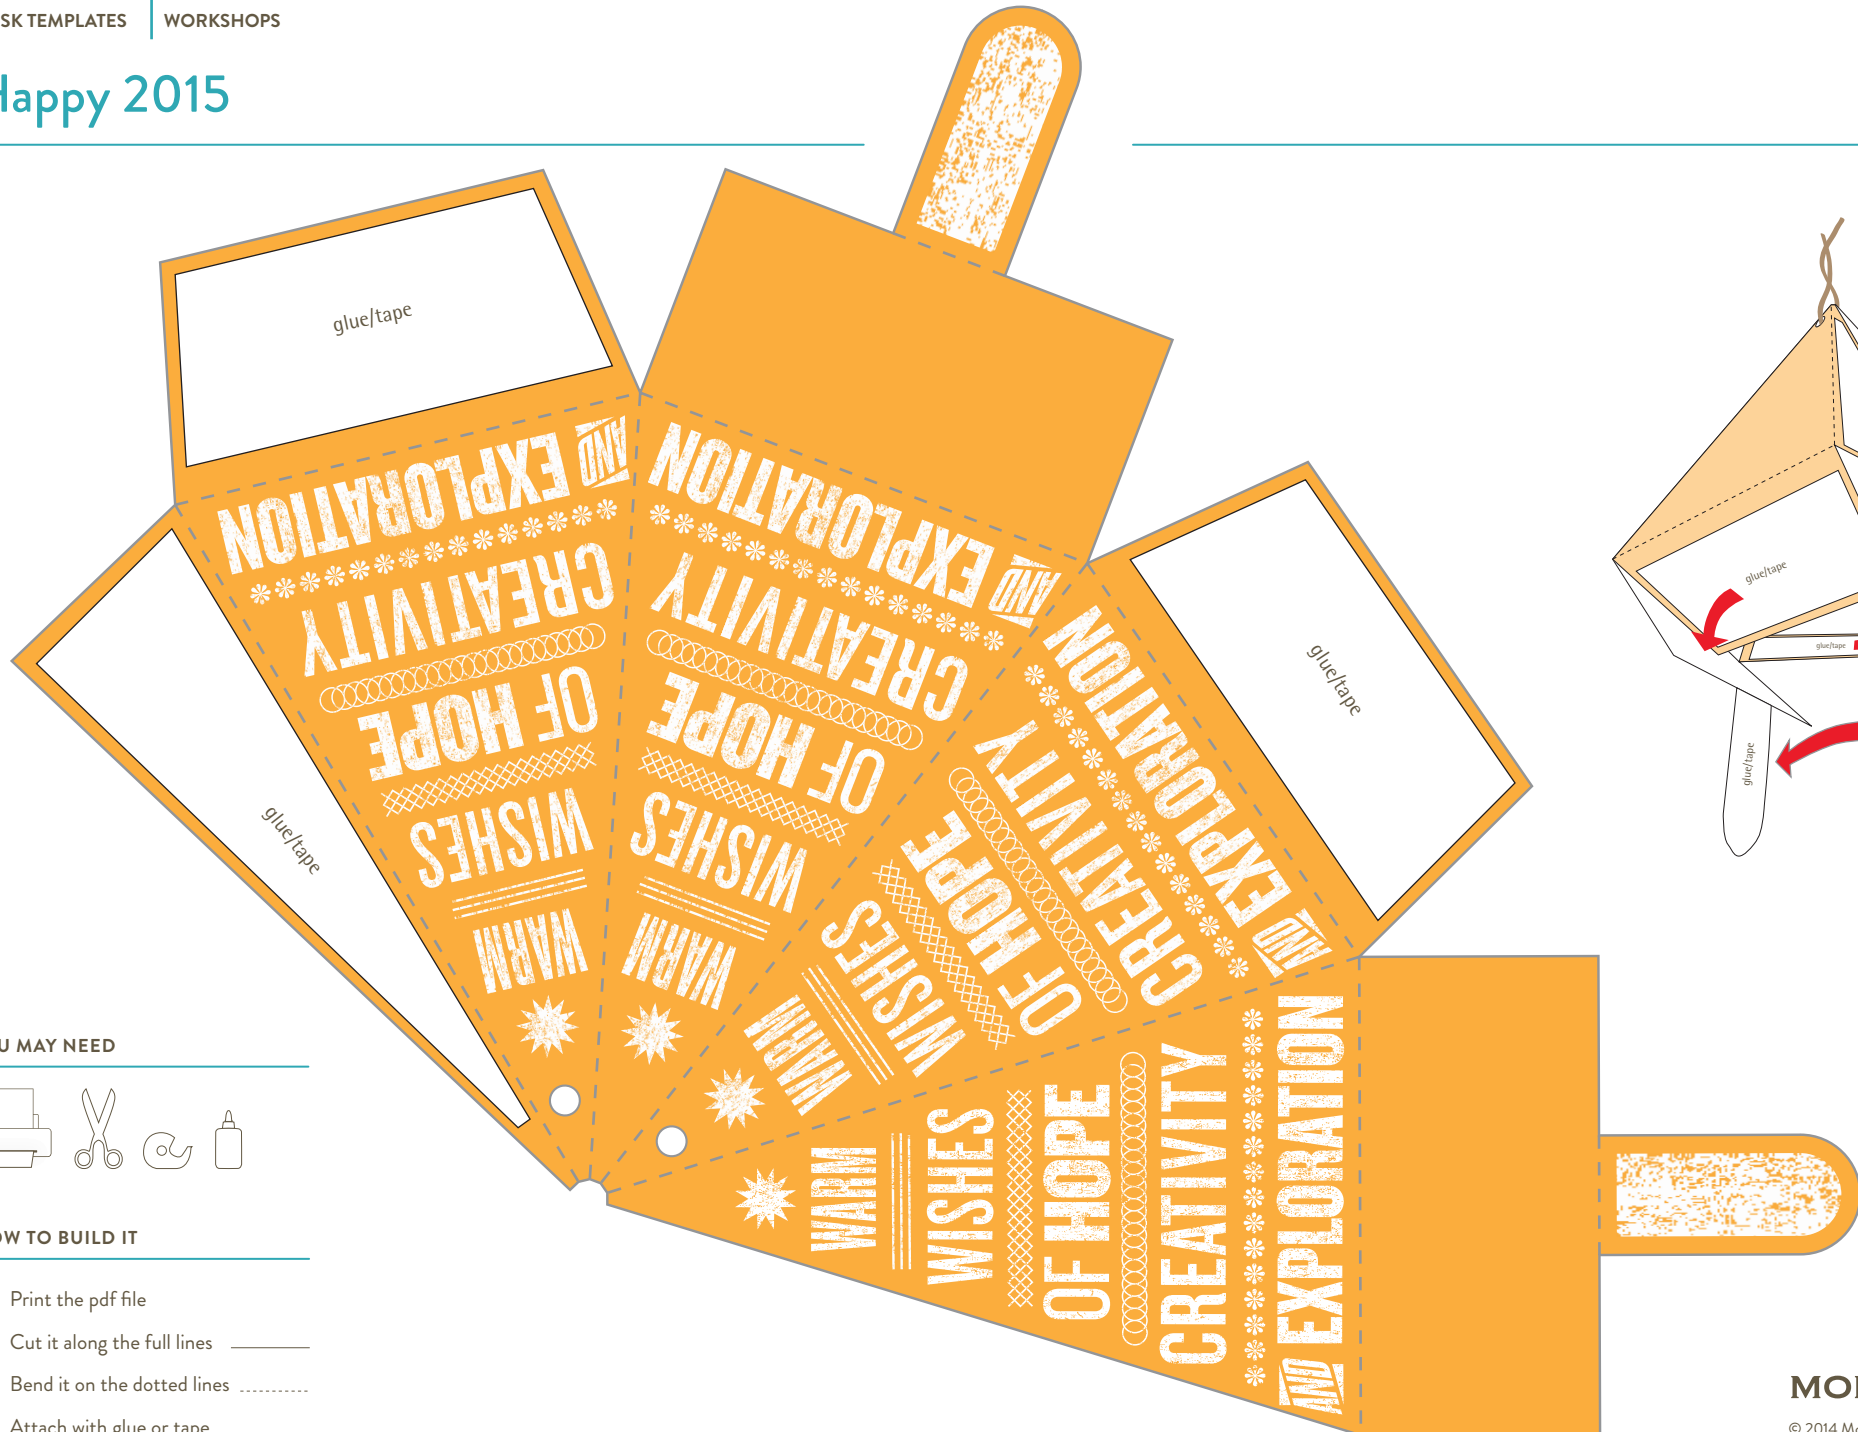 SK TEMPLATES
WORKSHOPS
Happy 2015
glue/tape
glue/tape
WARM
WISHES
OF HOPE
CREATIVITY
AND EXPLORATION
WARM
WISHES
OF HOPE
CREATIVITY
AND EXPLORATION
WARM
WISHES
OF HOPE
CREATIVITY
AND EXPLORATION
WARM
WISHES
OF HOPE
CREATIVITY
AND EXPLORATION
glue/tape
glue/tape
glue/tape
glue/tape
U MAY NEED
OW TO BUILD IT
Print the pdf file
Cut it along the full lines
Bend it on the dotted lines
Attach with glue or tape
MO
© 2014 Mo